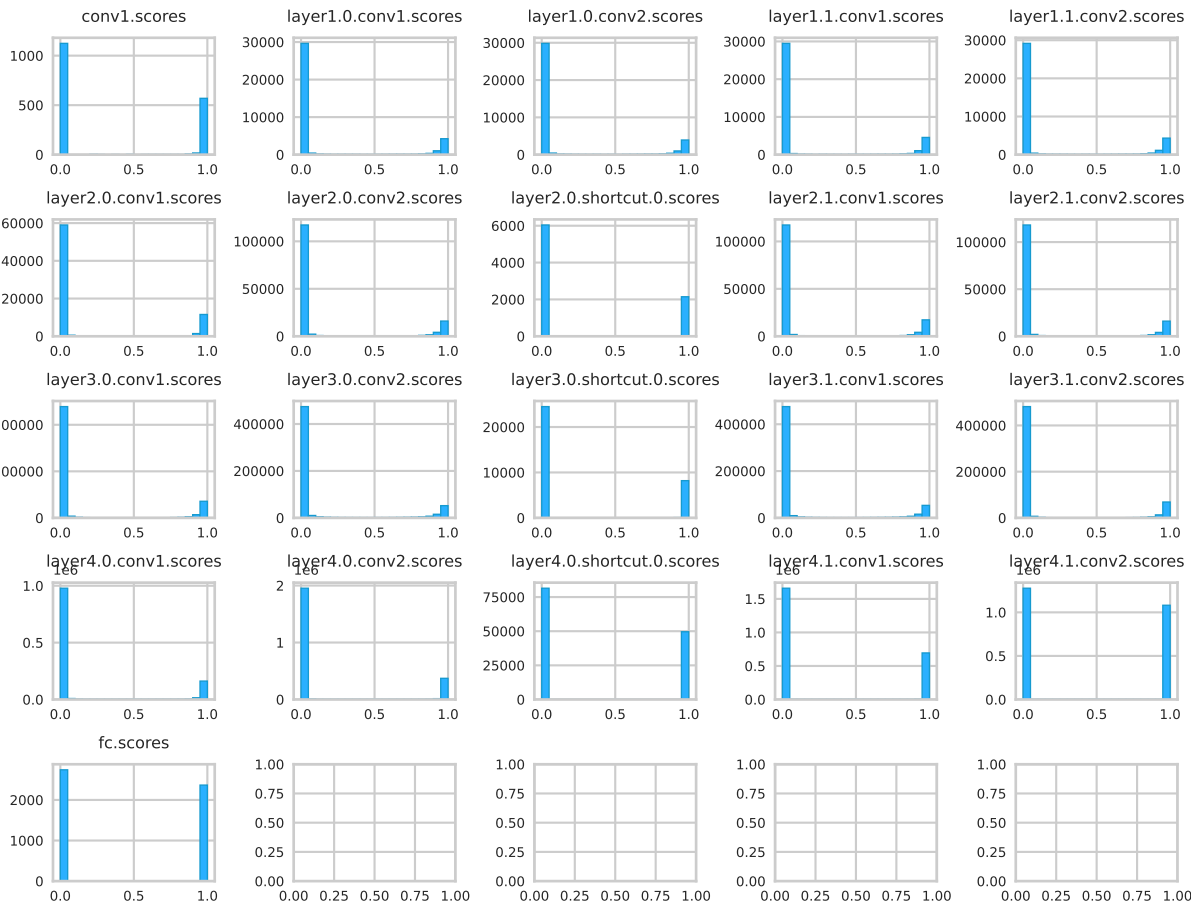 conv1.scores layer1.0.conv1.scores layer1.0.conv2.scores layer1.1.conv1.scores layer1.1.conv2.scores
1000 30000 30000 30000 30000
20000 20000 20000 20000
500
10000 10000 10000 10000
0 0 0 0 0
0.0 0.5 1.0 0.0 0.5 1.0 0.0 0.5 1.0 0.0 0.5 1.0 0.0 0.5 1.0
layer2.0.conv1.scores layer2.0.conv2.scores layer2.0.shortcut.0.scores layer2.1.conv1.scores layer2.1.conv2.scores
60000 100000 6000 100000 100000
40000 4000
50000 50000 50000
20000 2000
0 0 0 0 0
0.0 0.5 1.0 0.0 0.5 1.0 0.0 0.5 1.0 0.0 0.5 1.0 0.0 0.5 1.0
layer3.0.conv1.scores layer3.0.conv2.scores layer3.0.shortcut.0.scores layer3.1.conv1.scores layer3.1.conv2.scores
00000 400000 20000 400000 400000
00000 200000 10000 200000 200000
0 0 0 0 0
0.0 0.5 1.0 0.0 0.5 1.0 0.0 0.5 1.0 0.0 0.5 1.0 0.0 0.5 1.0
layer4.0.conv1.scores layer4.0.conv2.scores layer4.0.shortcut.0.scores layer4.1.conv1.scores layer4.1.conv2.scores
1e6 1e6 1e6 1e6
1.0 2 75000 1.5 1.0
0.5 1 50000 1.0 0.5
25000 0.5
0.0 0 0 0.0 0.0
0.0 0.5 1.0 0.0 0.5 1.0 0.0 0.5 1.0 0.0 0.5 1.0 0.0 0.5 1.0
fc.scores
1.00 1.00 1.00 1.00
2000 0.75 0.75 0.75 0.75
0.50 0.50 0.50 0.50
1000 0.25 0.25 0.25 0.25
0 0.00 0.00 0.00 0.00
0.0 0.5 1.0 0.00 0.25 0.50 0.75 1.00 0.00 0.25 0.50 0.75 1.00 0.00 0.25 0.50 0.75 1.00 0.00 0.25 0.50 0.75 1.00